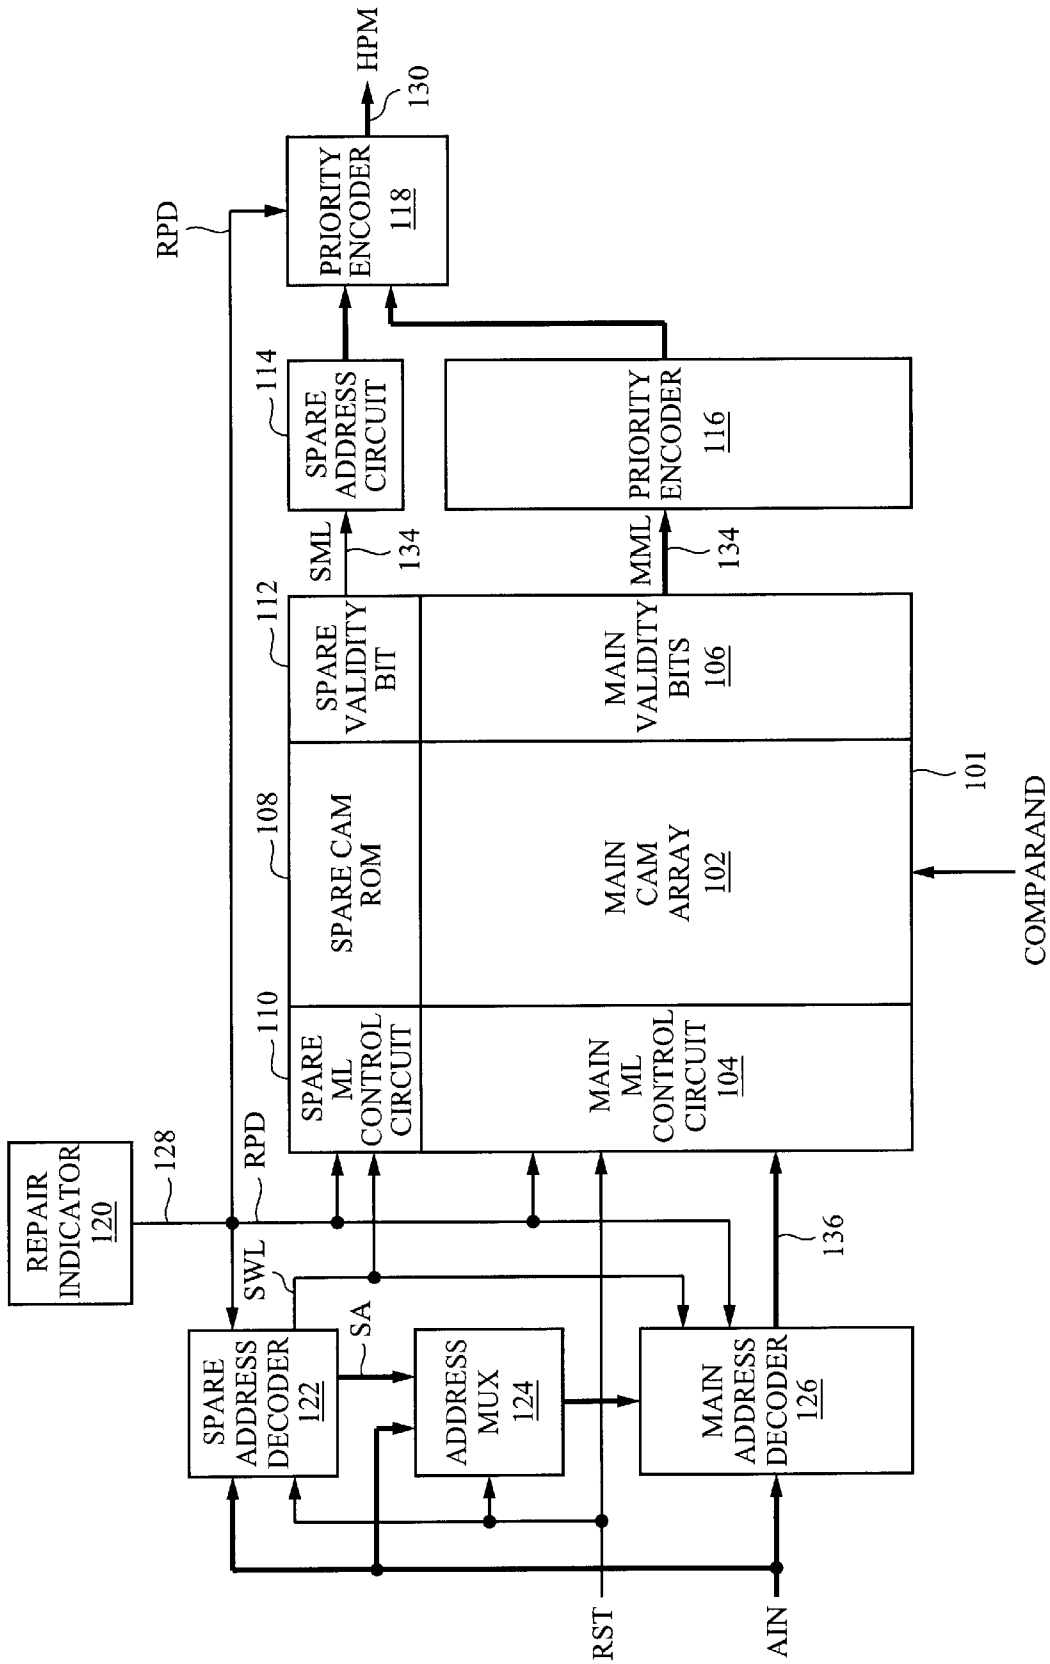 REPAIR
INDICATOR
120
128
RPD
RPD
SWL
SA
SPARE
ADDRESS
DECODER
122
ADDRESS
MUX
124
MAIN
ADDRESS
DECODER
126
RST
AIN
136
110
SPARE
ML
CONTROL
CIRCUIT
MAIN
ML
CONTROL
CIRCUIT
104
108
SPARE CAM
ROM
MAIN
CAM
ARRAY
102
101
COMPARAND
112
SPARE
VALIDITY
BIT
MAIN
VALIDITY
BITS
106
SML
134
MML
134
114
SPARE
ADDRESS
CIRCUIT
PRIORITY
ENCODER
116
PRIORITY
ENCODER
118
HPM
130